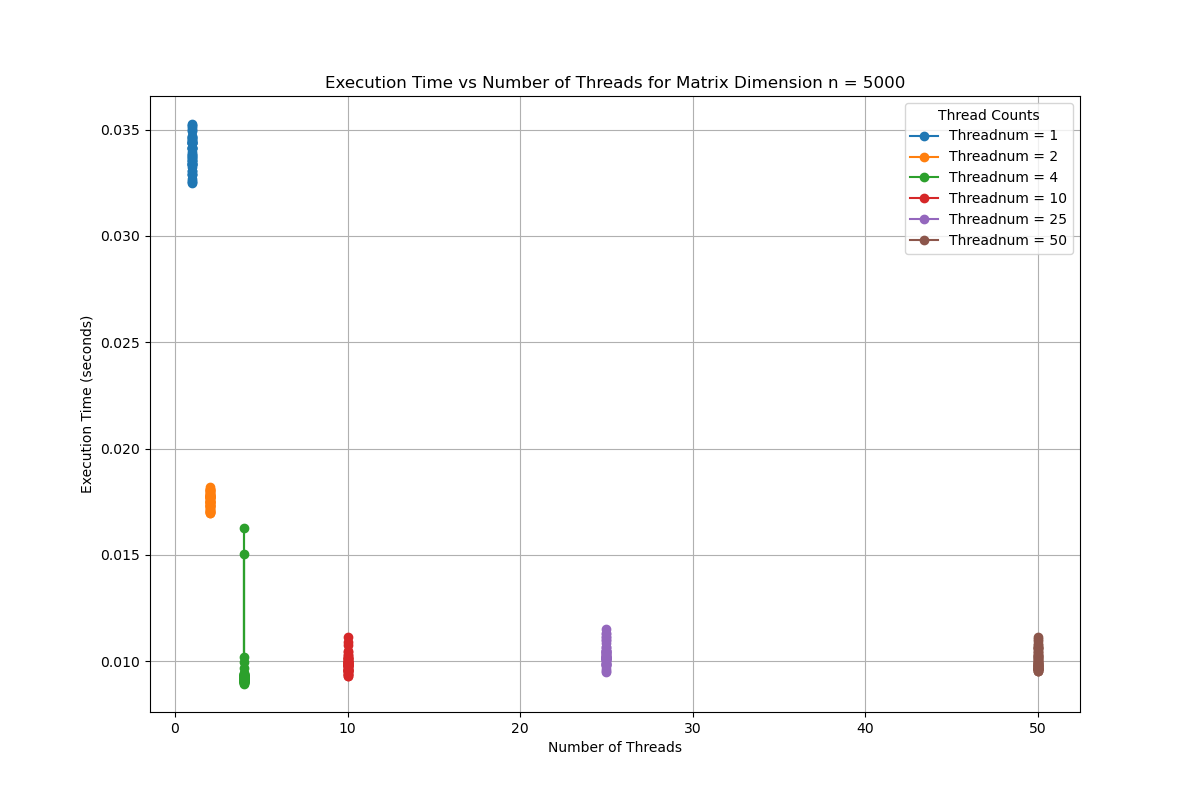 Execution Time vs Number of Threads for Matrix Dimension n = 5000
Thread Counts
Threadnum = 1
Threadnum = 2
Threadnum = 4
Threadnum = 10
Threadnum = 25
Threadnum = 50
Execution Time (seconds)
0.035
0.030
0.025
0.020
0.015
0.010
0 10 20 30 40 50
Number of Threads